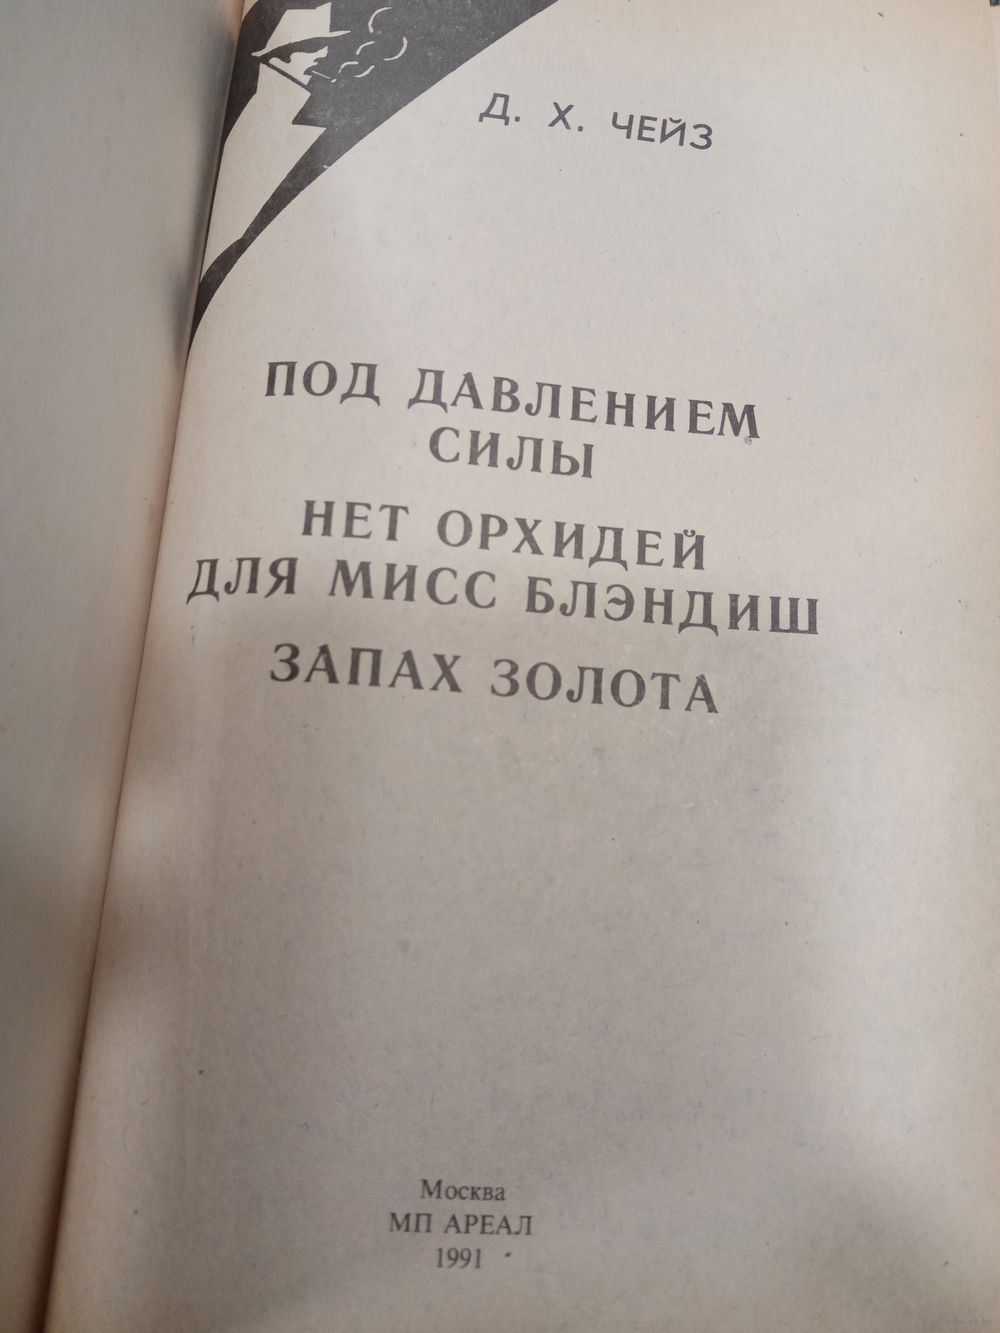 Д. Х. ЧЕЙЗ
ПОД ДАВЛЕНИЕМ
СИЛЫ
НЕТ ОРХИДЕЙ
ДЛЯ МИСС БЛЭНДИШ
ЗАПАХ ЗОЛОТА
Москва
МП АРЕАЛ
1991